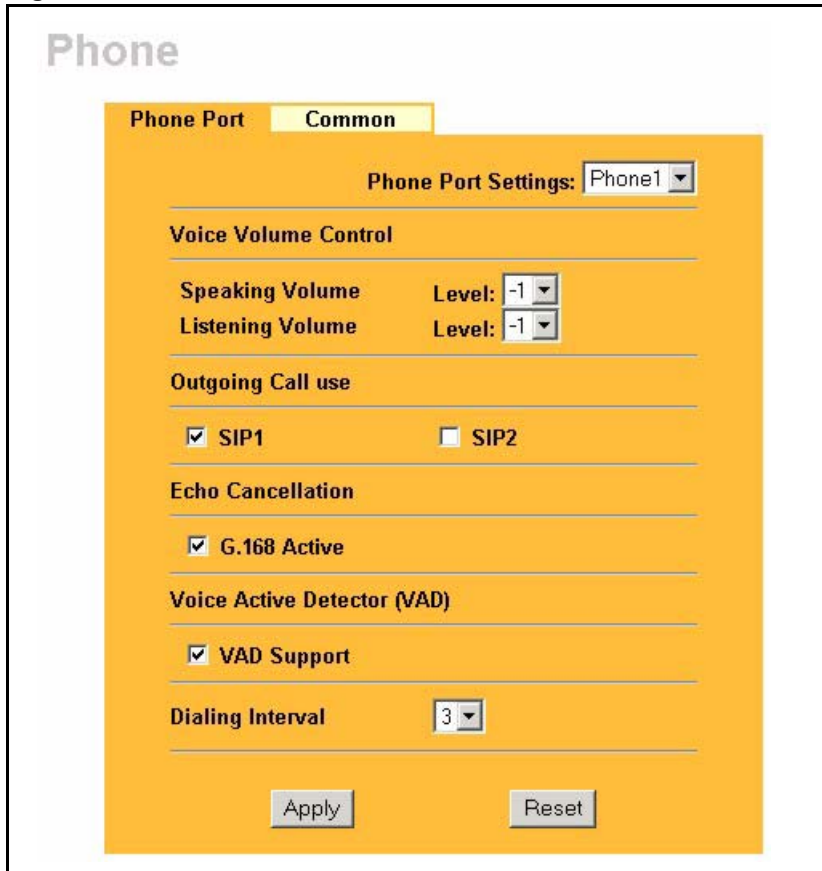 Phone
Phone Port Common
Phone Port Settings: Phone1
Voice Volume Control
Speaking Volume Level: -1
Listening Volume Level: -1
Outgoing Call use
SIP1 SIP2
Echo Cancellation
G.168 Active
Voice Active Detector (VAD)
VAD Support
Dialing Interval 3
Apply Reset